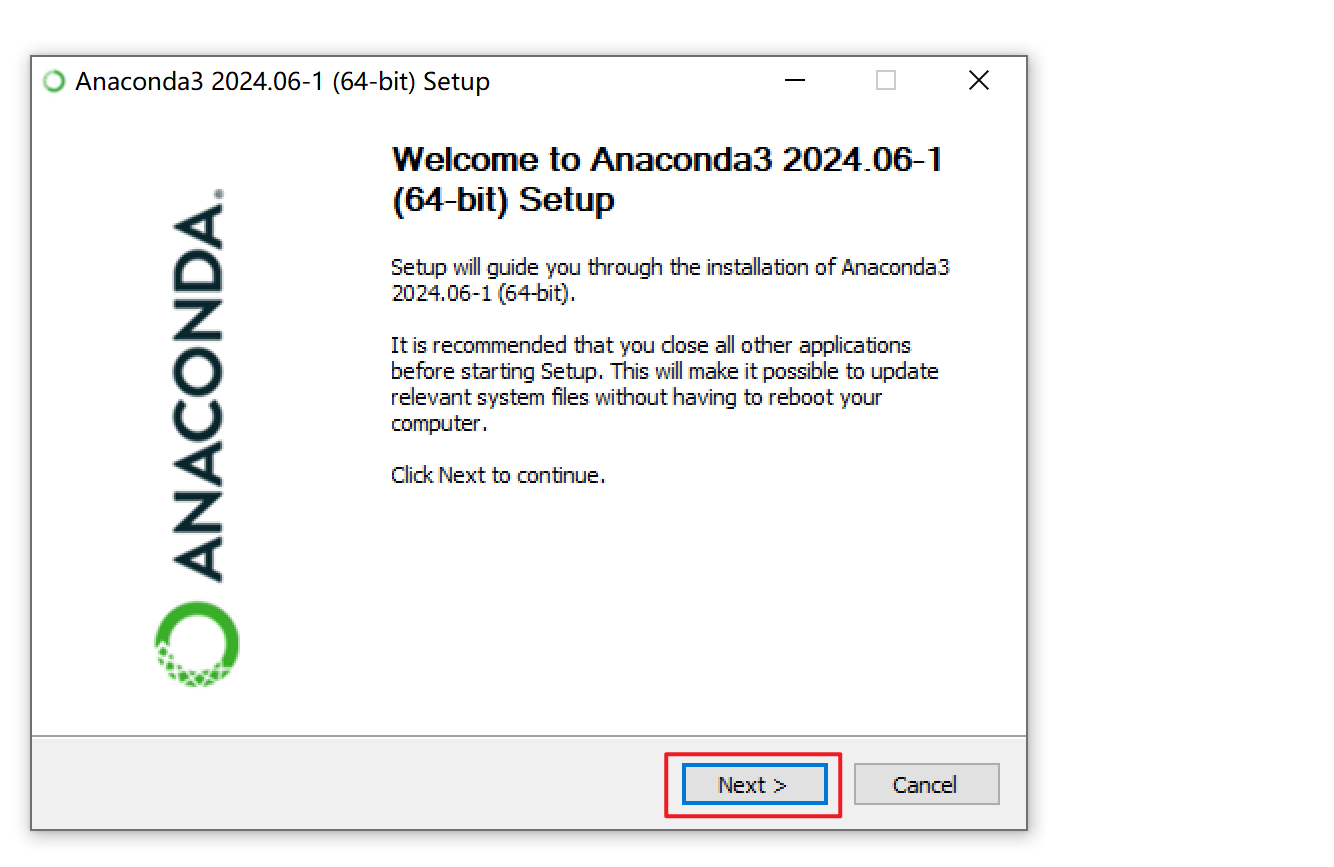 Anaconda3 2024.06-1 (64-bit) Setup
Welcome to Anaconda3 2024.06-1
(64-bit) Setup
ANACONDA.
Setup will guide you through the installation of Anaconda3
2024.06-1 (64-bit).
It is recommended that you close all other applications
before starting Setup. This will make it possible to update
relevant system files without having to reboot your
computer.
Click Next to continue.
Next >
Cancel